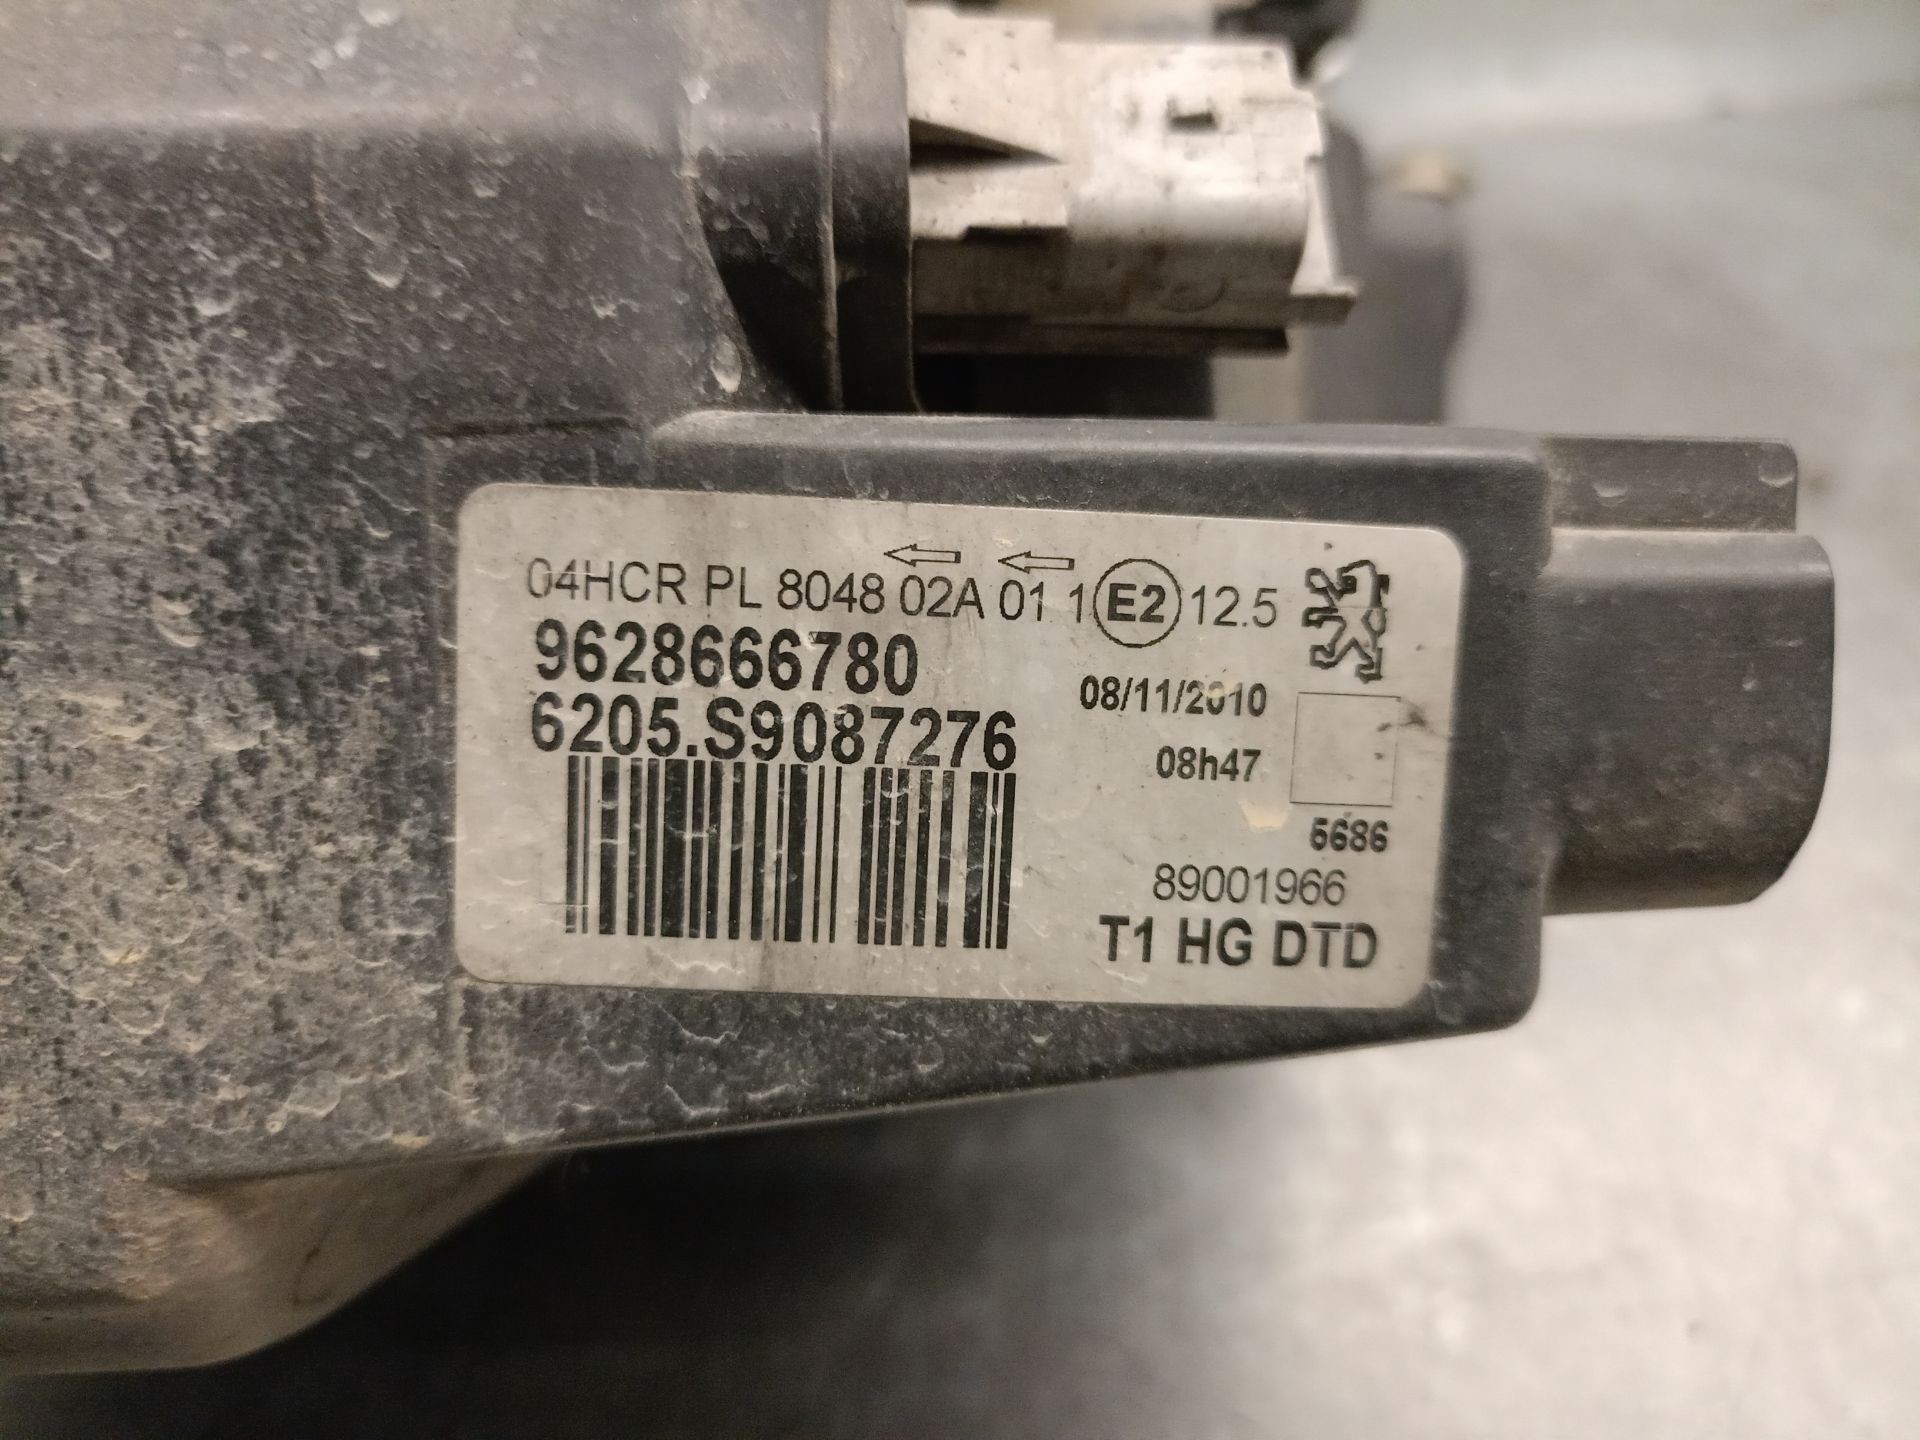 04HCR PL 8048 02A 01 1 E2 12.5
9628666780
6205.S9087276
08/11/2010
08h47
5686
89001966
T1 HG DTD